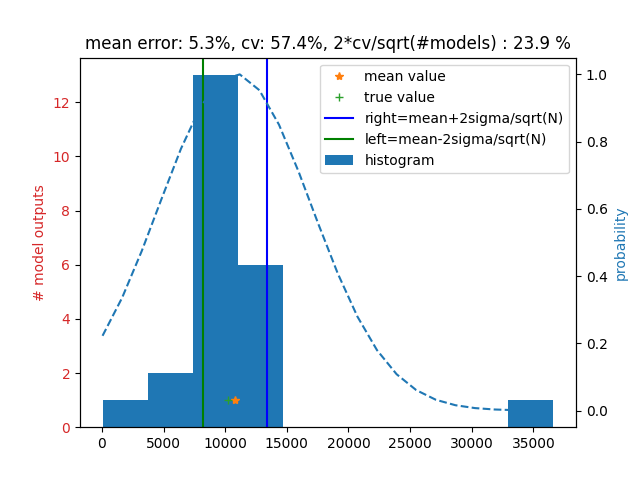 mean error: 5.3%, cv: 57.4%, 2*cv/sqrt(#models) : 23.9 %
mean value
true value
right=mean+2sigma/sqrt(N)
left=mean-2sigma/sqrt(N)
histogram
# model outputs
0
2
4
6
8
10
12
probability
0.0
0.2
0.4
0.6
0.8
1.0
0
5000
10000
15000
20000
25000
30000
35000